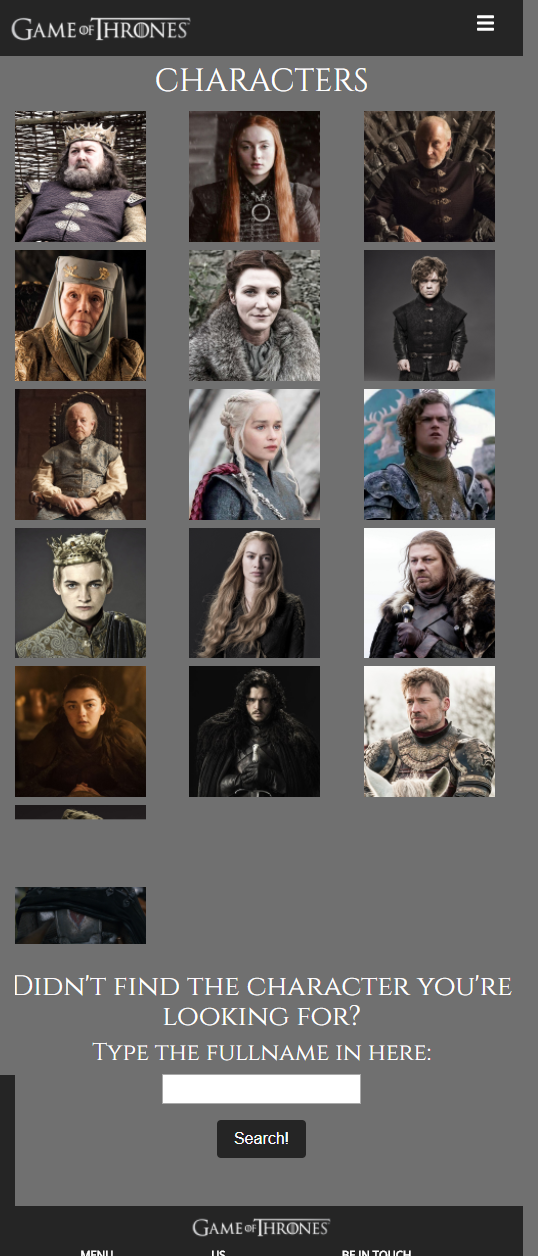 GAME OF THRONES
CHARACTERS
DIDN'T FIND THE CHARACTER YOU'RE
LOOKING FOR?
TYPE THE FULLNAME IN HERE:
Search!
GAME OF THRONES
MENU US BE IN TOUCH